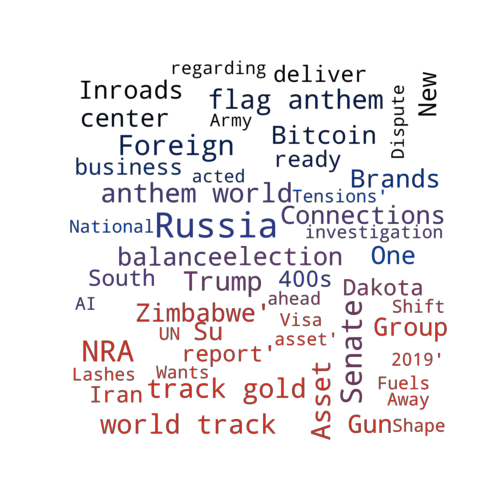 regarding
deliver
Inroads
New
flag anthem
center
Army
Dispute
Bitcoin
Foreign
ready
business
acted
Brands
anthem world
Tensions'
Connections
National
Russia
investigation
balanceelection
One
South
Trump
400s
Dakota
AI
ahead
Shift
Zimbabwe'
Visa
Senate
Group
UN
Su
asset'
NRA
report'
2019'
Lashes
Wants
Asset
Fuels
Iran
track gold
Away
world track
Gun
Shape